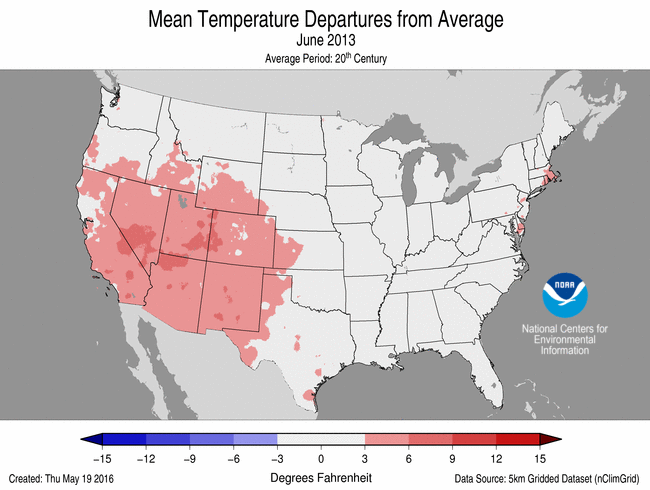 Mean Temperature Departures from Average
June 2013
Average Period: 20th Century
NOAA
National Centers for
Environmental
Information
-15 -12 -9 -6 -3 0 3 6 9 12 15
Degrees Fahrenheit
Created: Thu May 19 2016
Data Source: 5km Gridded Dataset (nClimGrid)